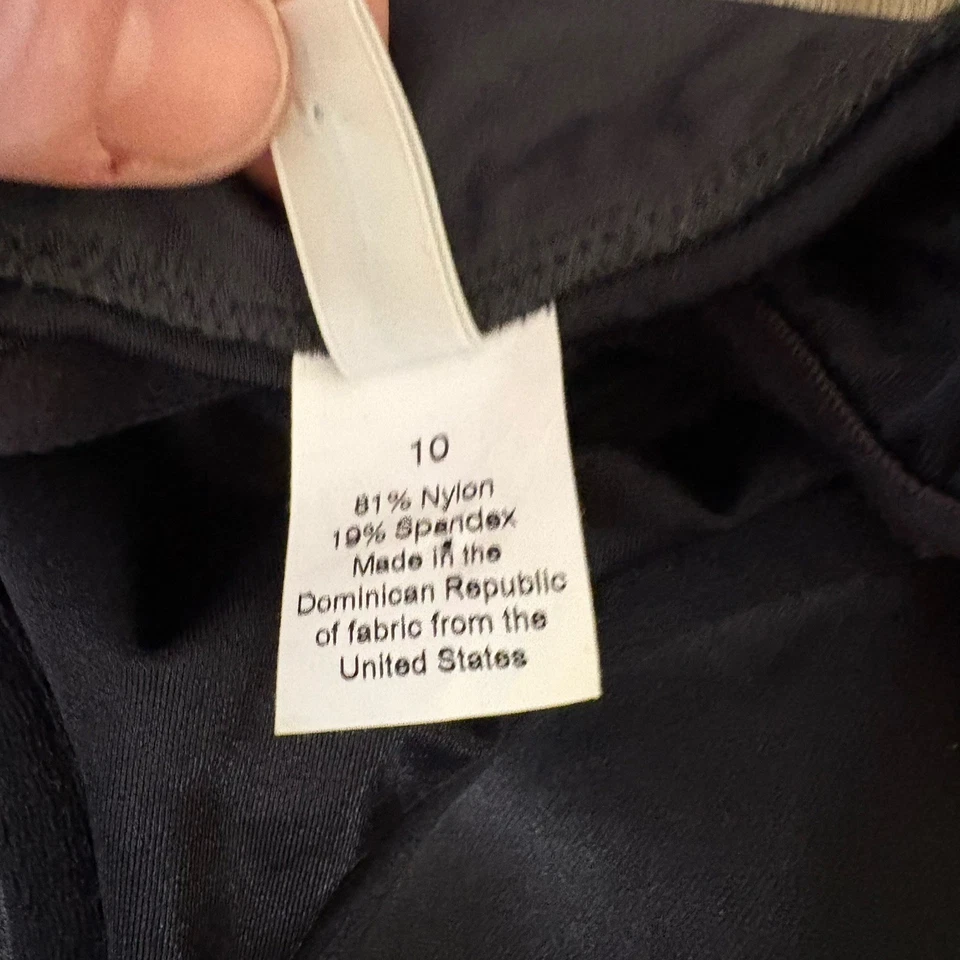 10
81% Nylon
19% Spandex
Made in the
Dominican Republic
of fabric from the
United States